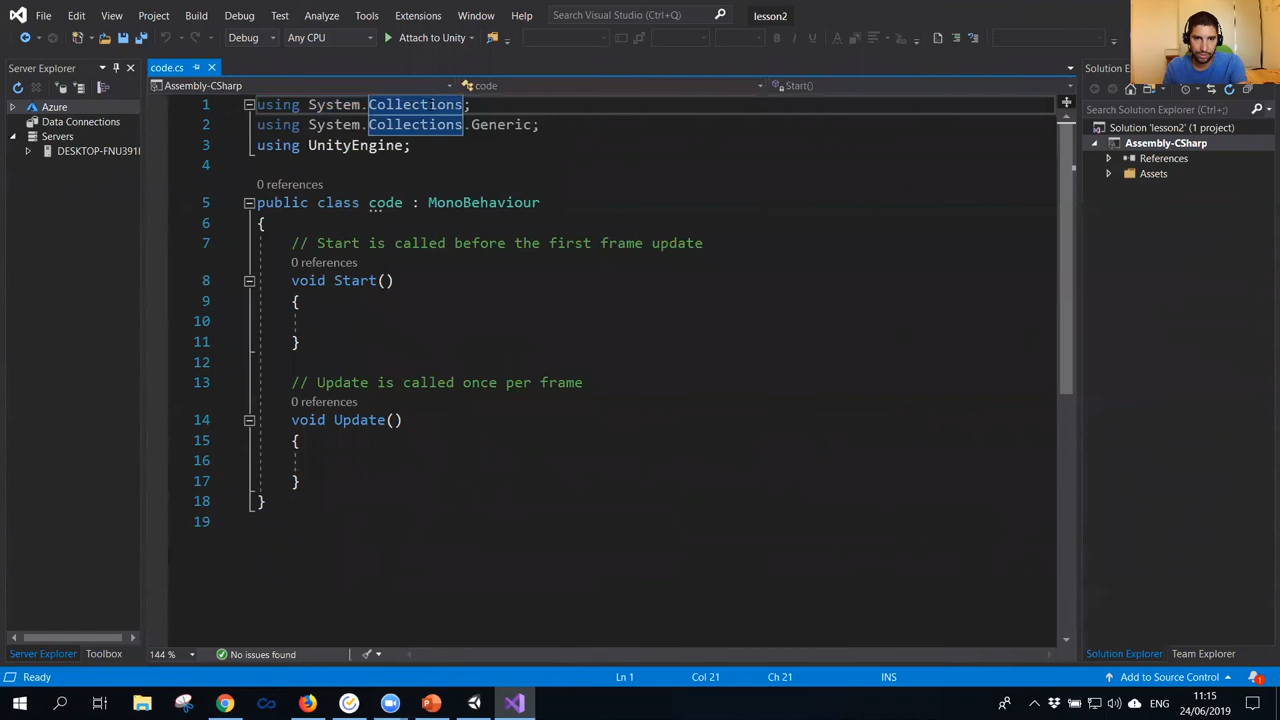 File Edit View Project Build Debug Test Analyze Tools Extensions Window Help Search Visual Studio (Ctrl+Q) lesson2
Debug Any CPU Attach to Unity
Server Explorer
Azure
Data Connections
Servers
DESKTOP-FNU391I
code.cs
Assembly-CSharp code Start()
1 using System.Collections;
2 using System.Collections.Generic;
3 using UnityEngine;
4
0 references
5 public class code : MonoBehaviour
6 {
7 // Start is called before the first frame update
0 references
8 void Start()
9 {
10
11 }
12
13 // Update is called once per frame
0 references
14 void Update()
15 {
16
17 }
18 }
19
144 % No issues found
Solution Explorer
Search Solution Explorer (Ctrl+;)
Solution 'lesson2' (1 project)
Assembly-CSharp
References
Assets
Server Explorer Toolbox
Solution Explorer Team Explorer
Ready Ln 1 Col 21 Ch 21 INS Add to Source Control 1
ENG 11:15
24/06/2019